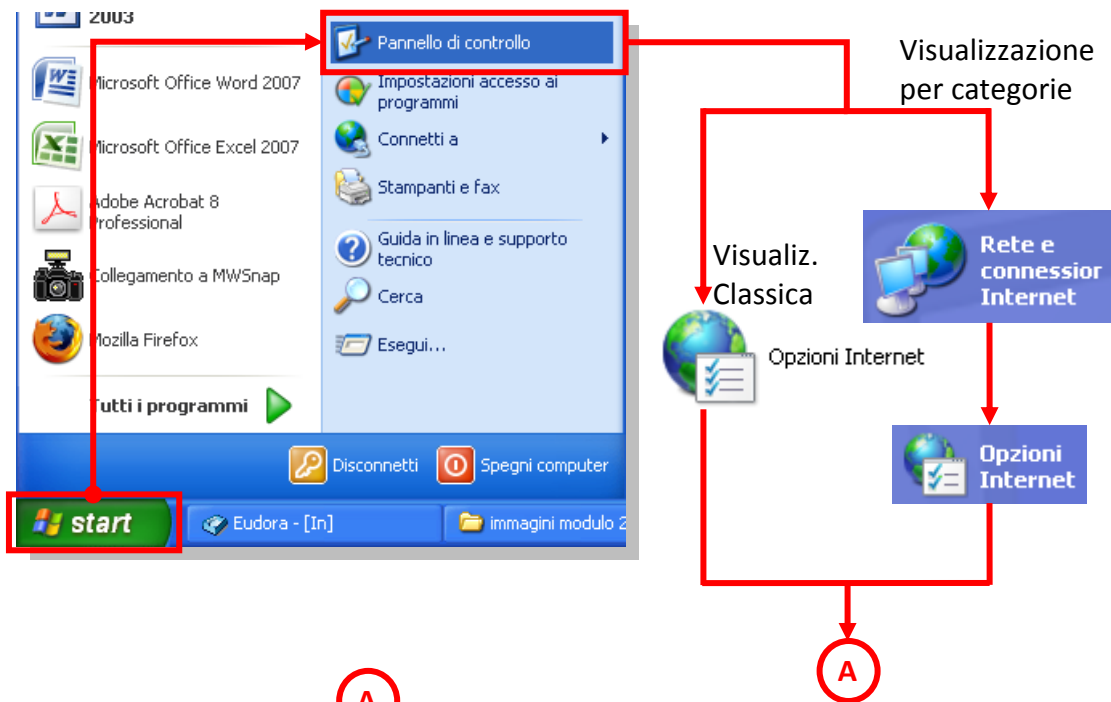 2003
Microsoft Office Word 2007
Microsoft Office Excel 2007
Adobe Acrobat 8
Professional
Collegamento a MWSnap
Mozilla Firefox
Tutti i programmi
Pannello di controllo
Impostazioni accesso ai
programmi
Connetti a
Stampanti e fax
Guida in linea e supporto
tecnico
Cerca
Esegui...
Disconnetti
Spegni computer
start
Eudora - [In]
immagini modulo 2
Visualizzazione
per categorie
Visualiz.
Classica
Opzioni Internet
Rete e
connession
Internet
Opzioni
Internet
A
A